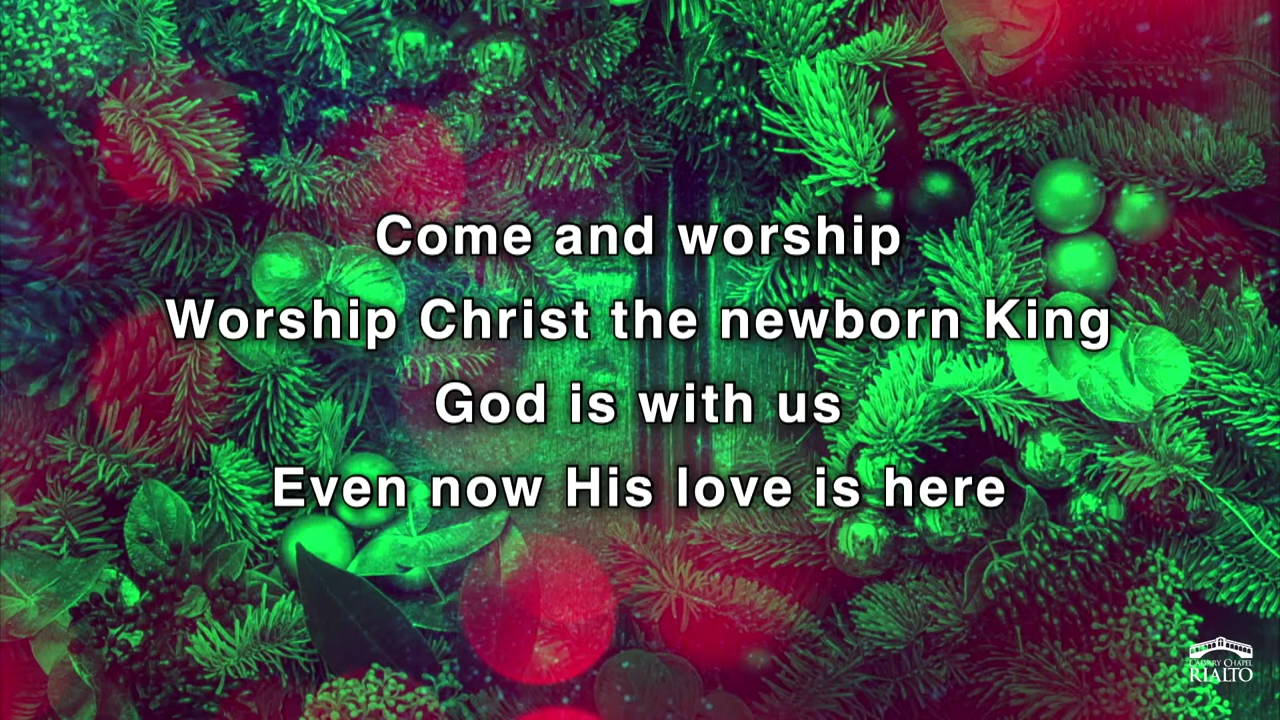 Come and worship
Worship Christ the newborn King
God is with us
Even now His love is here
Calvary Chapel
RIALTO